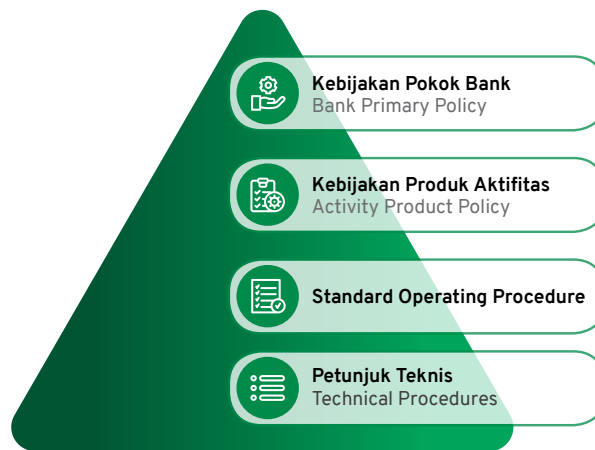 Kebijakan Pokok Bank
Bank Primary Policy
Kebijakan Produk Aktifitas
Activity Product Policy
Standard Operating Procedure
Petunjuk Teknis
Technical Procedures